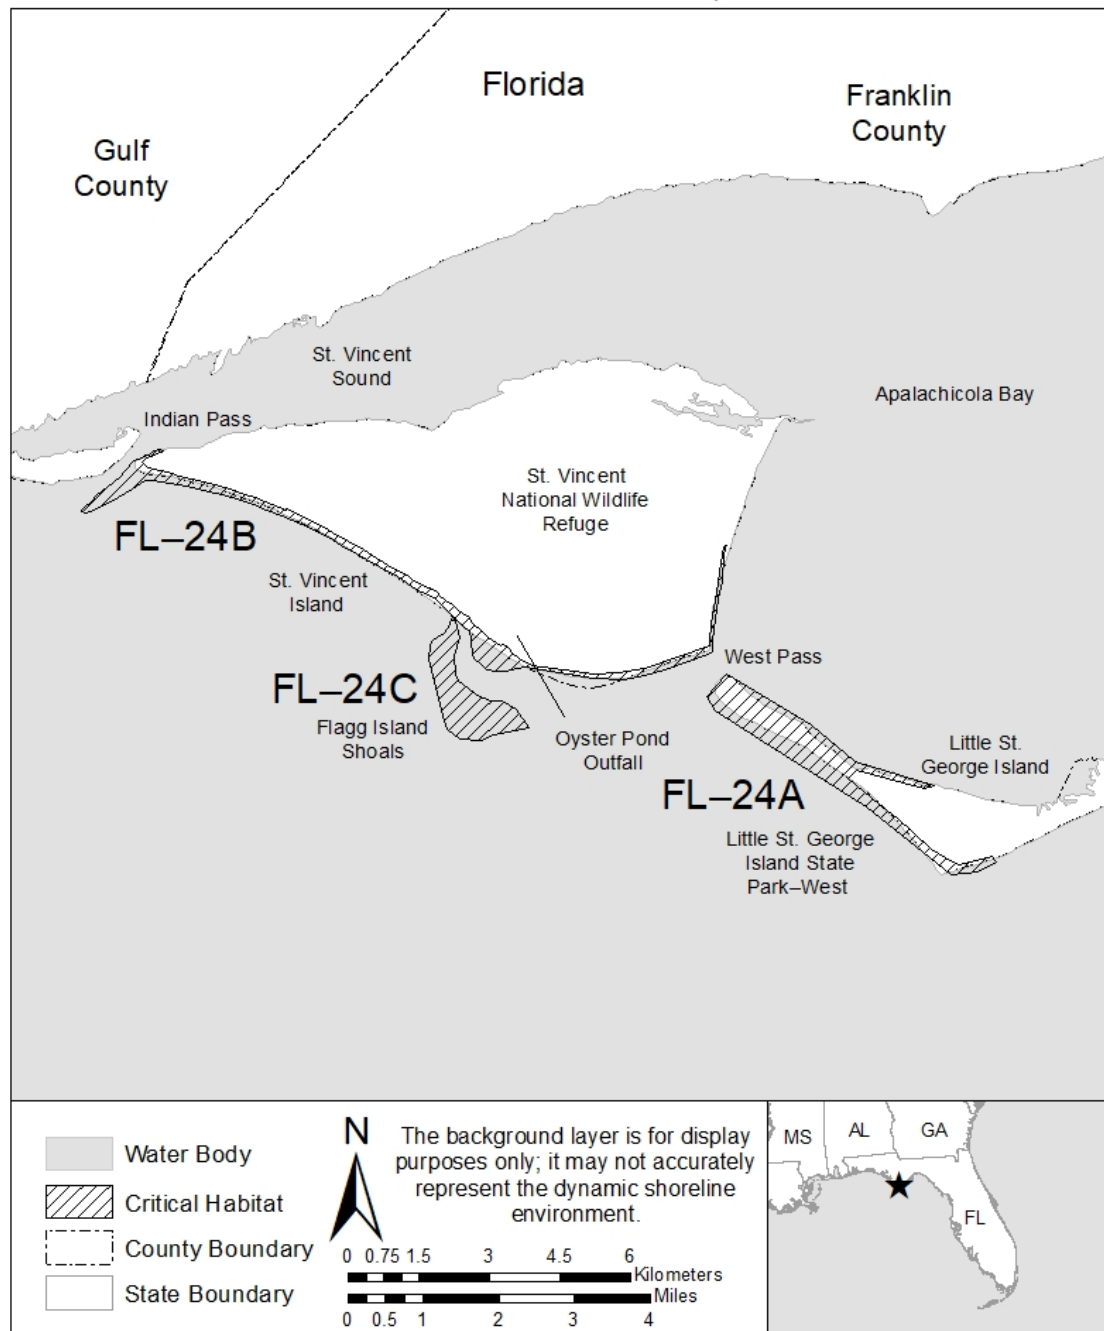 Florida
Franklin
County
Gulf
County
St. Vincent
Sound
Apalachicola Bay
Indian Pass
St. Vincent
National Wildlife
Refuge
FL–24B
St. Vincent
Island
West Pass
FL–24C
Flagg Island
Shoals
Oyster Pond
Outfall
Little St.
George Island
FL–24A
Little St. George
Island State
Park–West
Water Body
Critical Habitat
County Boundary
State Boundary
N
The background layer is for display
purposes only; it may not accurately
represent the dynamic shoreline
environment.
0 0.75 1.5 3 4.5 6
Kilometers
Miles
0 0.5 1 2 3 4
MS
AL
GA
FL